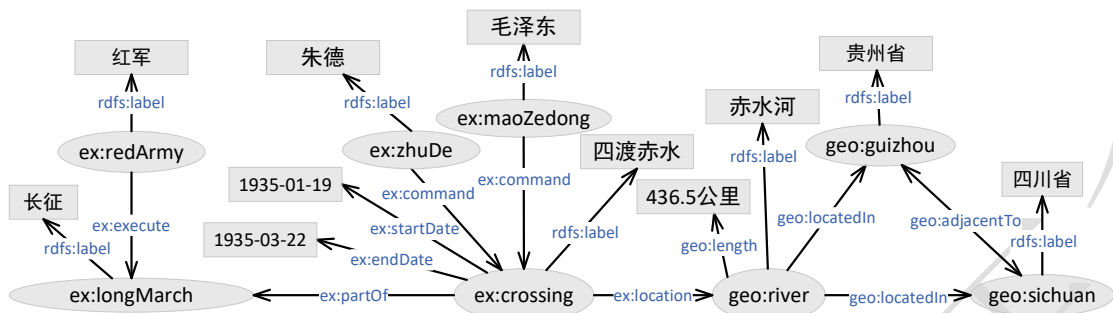 毛泽东
红军
朱德
贵州省
rdfs:label
rdfs:label
rdfs:label
rdfs:label
赤水河
ex:maoZedong
ex:redArmy
ex:zhuDe
四渡赤水
rdfs:label
geo:guizhou
四川省
1935-01-19
ex:command
ex:command
436.5公里
长征
ex:execute
ex:startDate
geo:locatedIn
geo:adjacentTo
1935-03-22
rdfs:label
rdfs:label
geo:length
rdfs:label
ex:endDate
ex:longMarch
ex:partOf
ex:crossing
ex:location
geo:river
geo:locatedIn
geo:sichuan